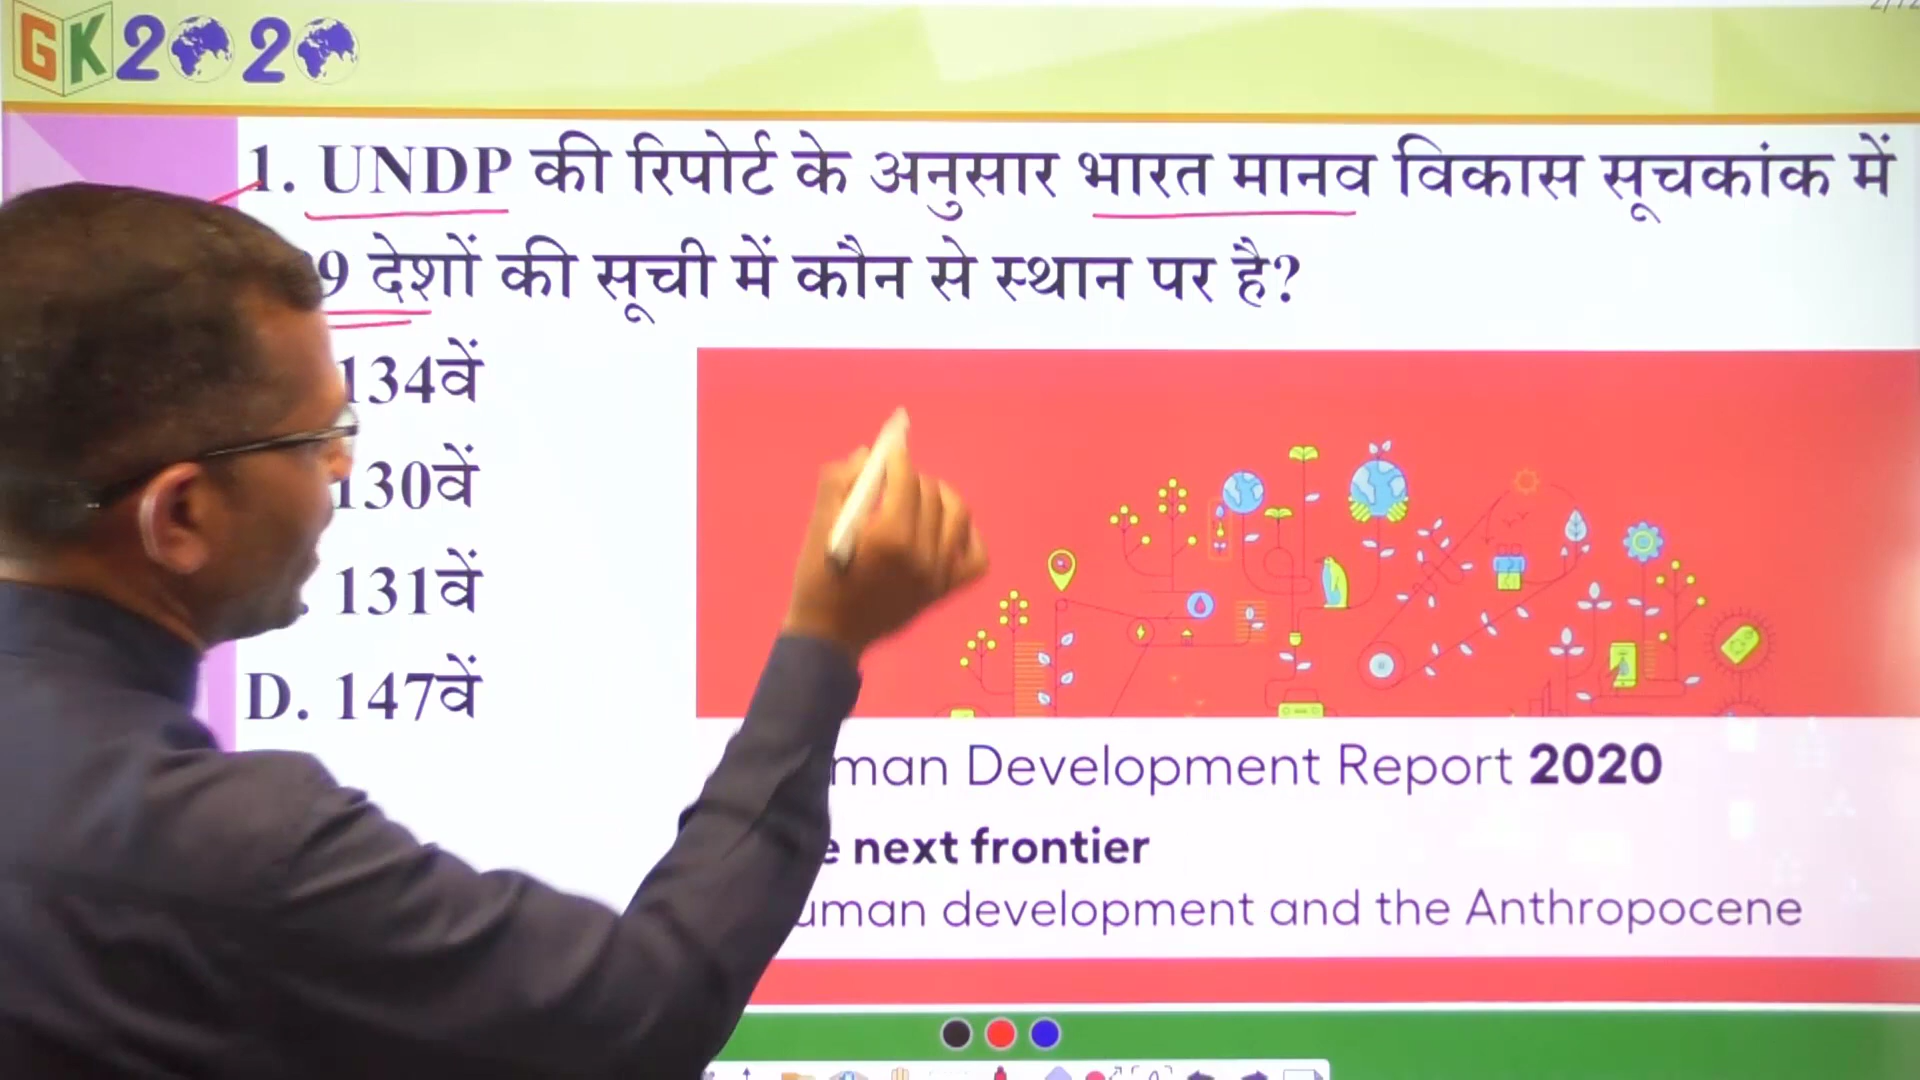 GK2020
1. UNDP की रिपोर्ट के अनुसार भारत मानव विकास सूचकांक में
9 देशों की सूची में कौन से स्थान पर है?
134वें
130वें
131वें
D. 147वें
man Development Report 2020
next frontier
uman development and the Anthropocene